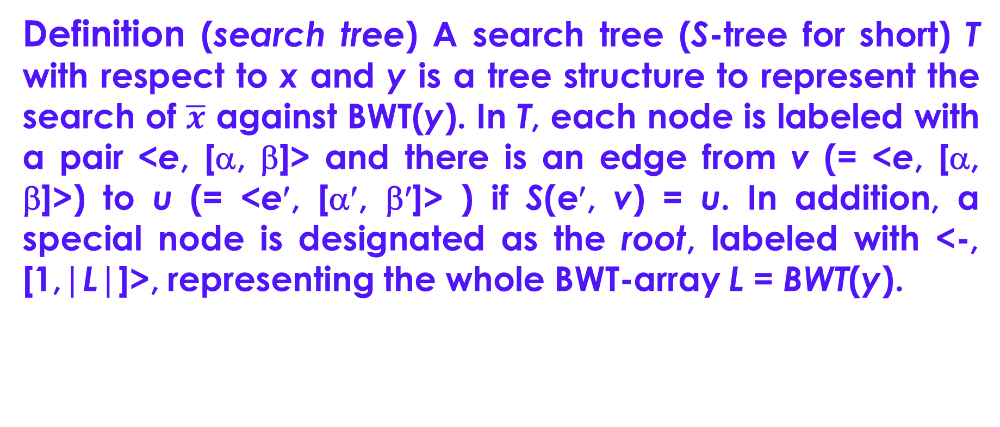 Definition (search tree) A search tree (S-tree for short) T
with respect to x and y is a tree structure to represent the
search of x̅ against BWT(y). In T, each node is labeled with
a pair <e, [α, β]> and there is an edge from v (= <e, [α,
β]>) to u (= <e′, [α′, β′]> ) if S(e′, v) = u. In addition, a
special node is designated as the root, labeled with <-,
[1,|L|]>, representing the whole BWT-array L = BWT(y).